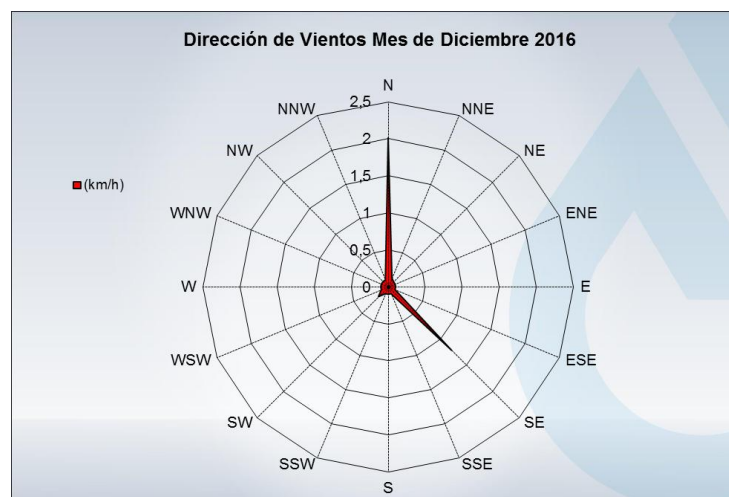 Dirección de Vientos Mes de Diciembre 2016
N
NNE
NE
ENE
E
ESE
SE
SSE
S
SSW
SW
WSW
W
WNW
NW
NNW
2,5
2
1,5
1
0,5
0
(km/h)